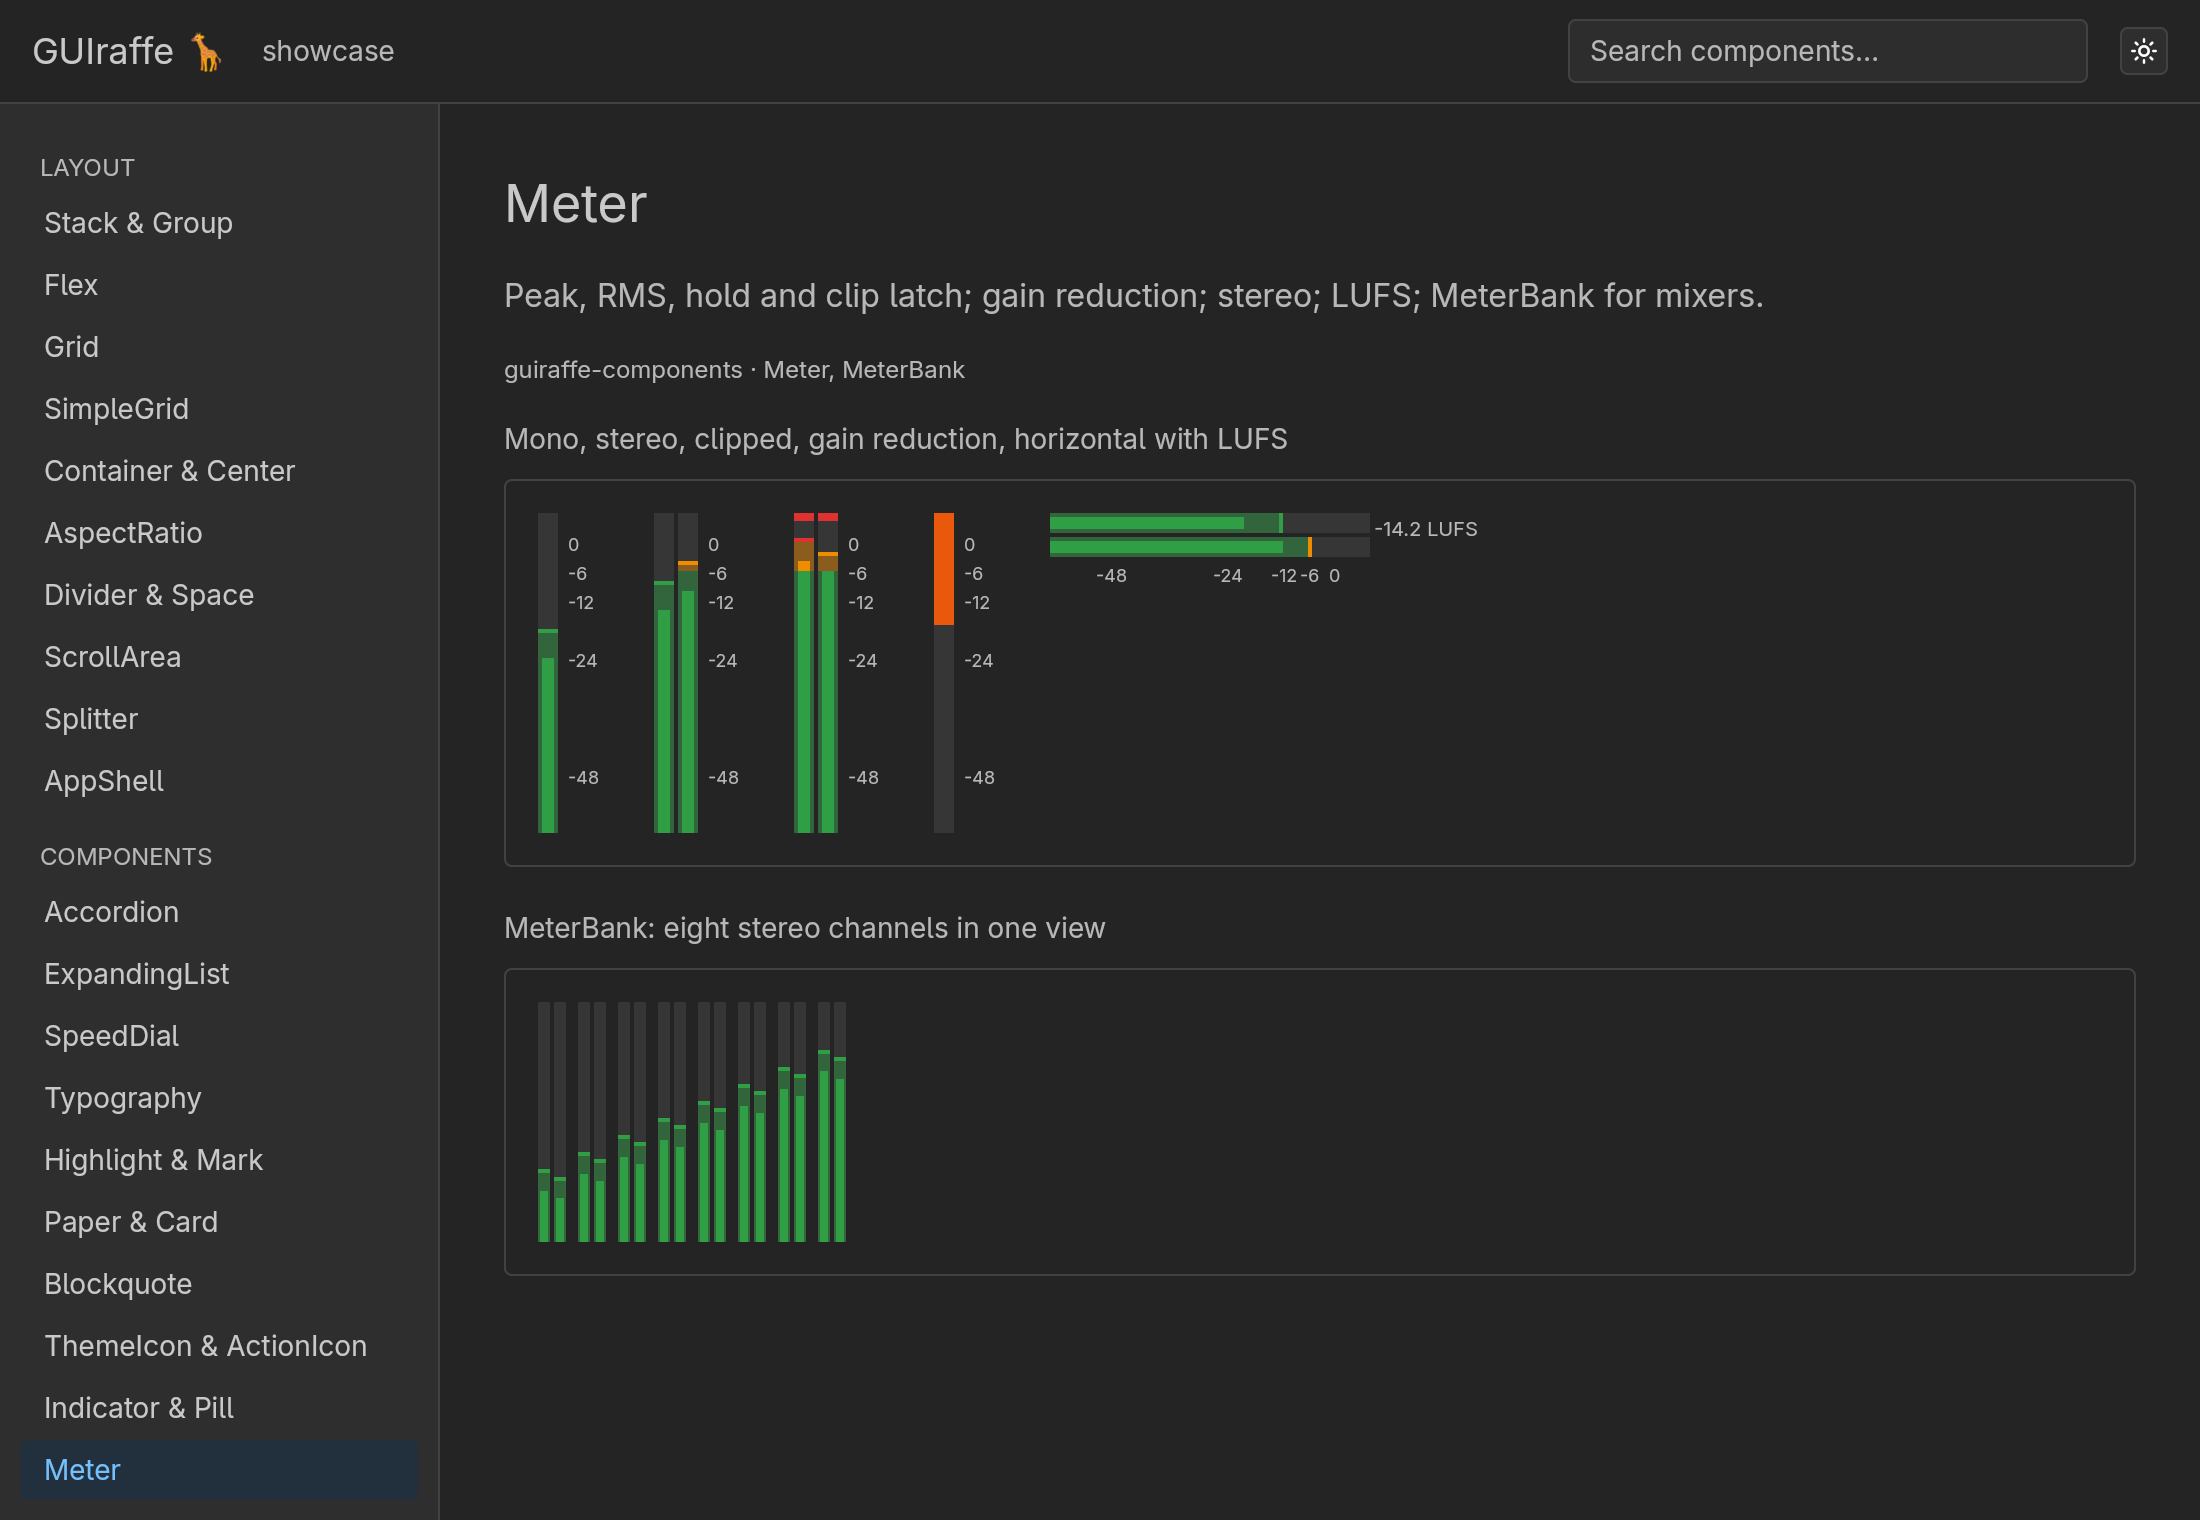 GUIraffe 🦒 showcase
Search components...
LAYOUT
Stack & Group
Flex
Grid
SimpleGrid
Container & Center
AspectRatio
Divider & Space
ScrollArea
Splitter
AppShell
COMPONENTS
Accordion
ExpandingList
SpeedDial
Typography
Highlight & Mark
Paper & Card
Blockquote
ThemeIcon & ActionIcon
Indicator & Pill
Meter
Meter
Peak, RMS, hold and clip latch; gain reduction; stereo; LUFS; MeterBank for mixers.
guiraffe-components · Meter, MeterBank
Mono, stereo, clipped, gain reduction, horizontal with LUFS
0
-6
-12
-24
-48
0
-6
-12
-24
-48
0
-6
-12
-24
-48
0
-6
-12
-24
-48
-14.2 LUFS
-48 -24 -12 -6 0
MeterBank: eight stereo channels in one view